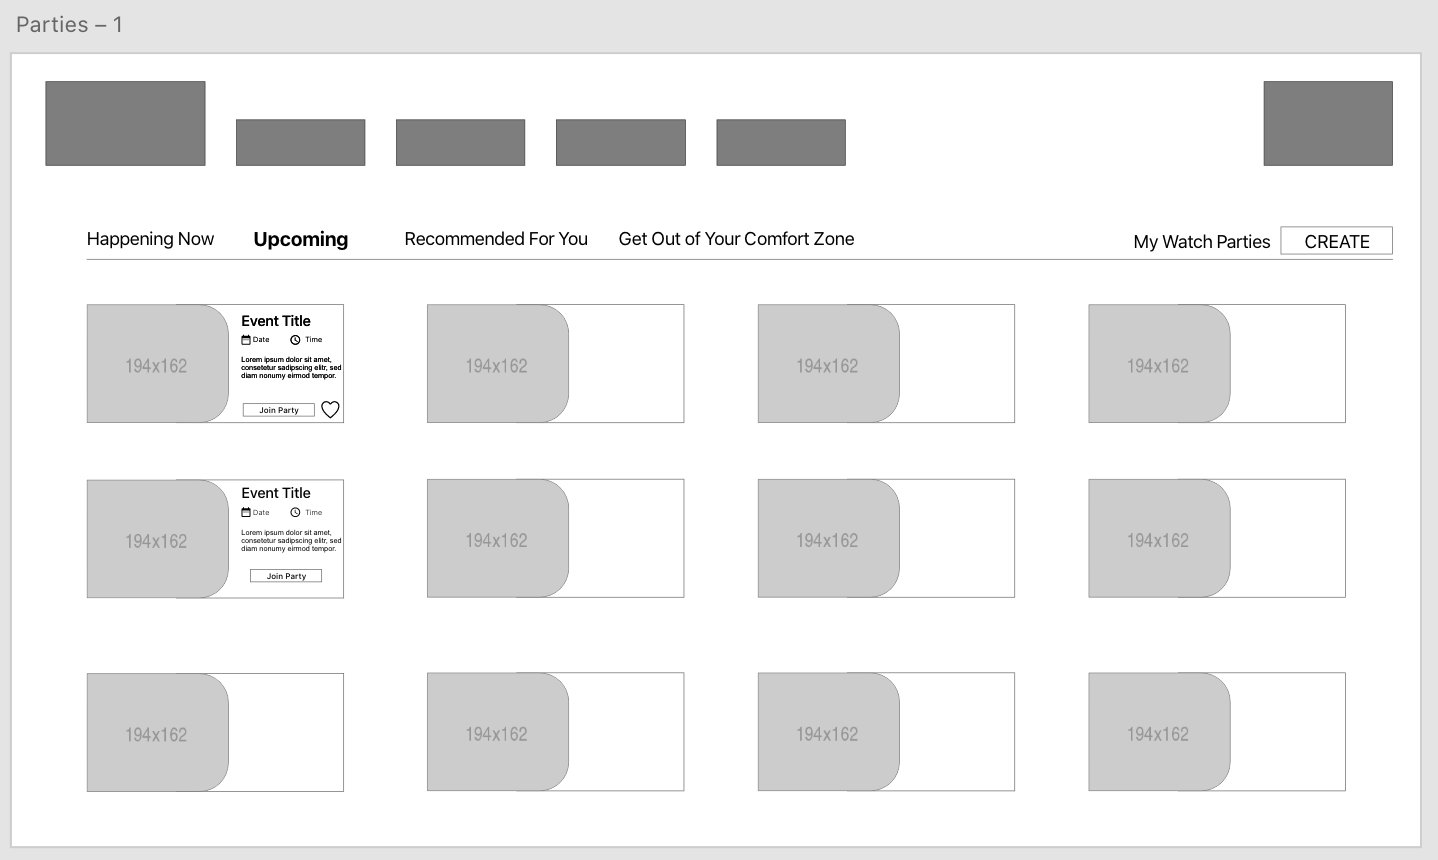 Parties – 1
Happening Now
Upcoming
Recommended For You
Get Out of Your Comfort Zone
My Watch Parties
CREATE
194x162
Event Title
Date
Time
Lorem ipsum dolor sit amet,
consetetur sadipscing elitr, sed
diam nonumy eirmod tempor.
Join Party
194x162
194x162
194x162
194x162
Event Title
Date
Time
Lorem ipsum dolor sit amet,
consetetur sadipscing elitr, sed
diam nonumy eirmod tempor.
Join Party
194x162
194x162
194x162
194x162
194x162
194x162
194x162